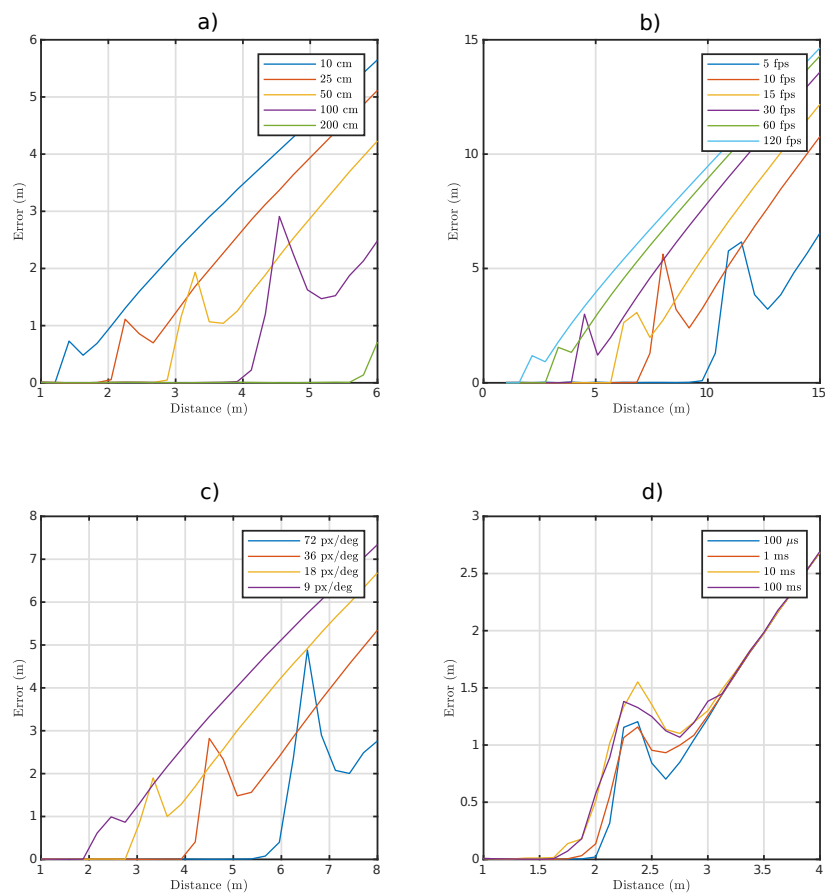 a)
6
5
4
3
2
1
0
Error (m)
10 cm
25 cm
50 cm
100 cm
200 cm
1 2 3 4 5 6
Distance (m)
b)
15
10
5
0
Error (m)
5 fps
10 fps
15 fps
30 fps
60 fps
120 fps
0 5 10 15
Distance (m)
c)
8
7
6
5
4
3
2
1
0
Error (m)
72 px/deg
36 px/deg
18 px/deg
9 px/deg
1 2 3 4 5 6 7 8
Distance (m)
d)
3
2.5
2
1.5
1
0.5
0
Error (m)
100 μs
1 ms
10 ms
100 ms
1 1.5 2 2.5 3 3.5 4
Distance (m)